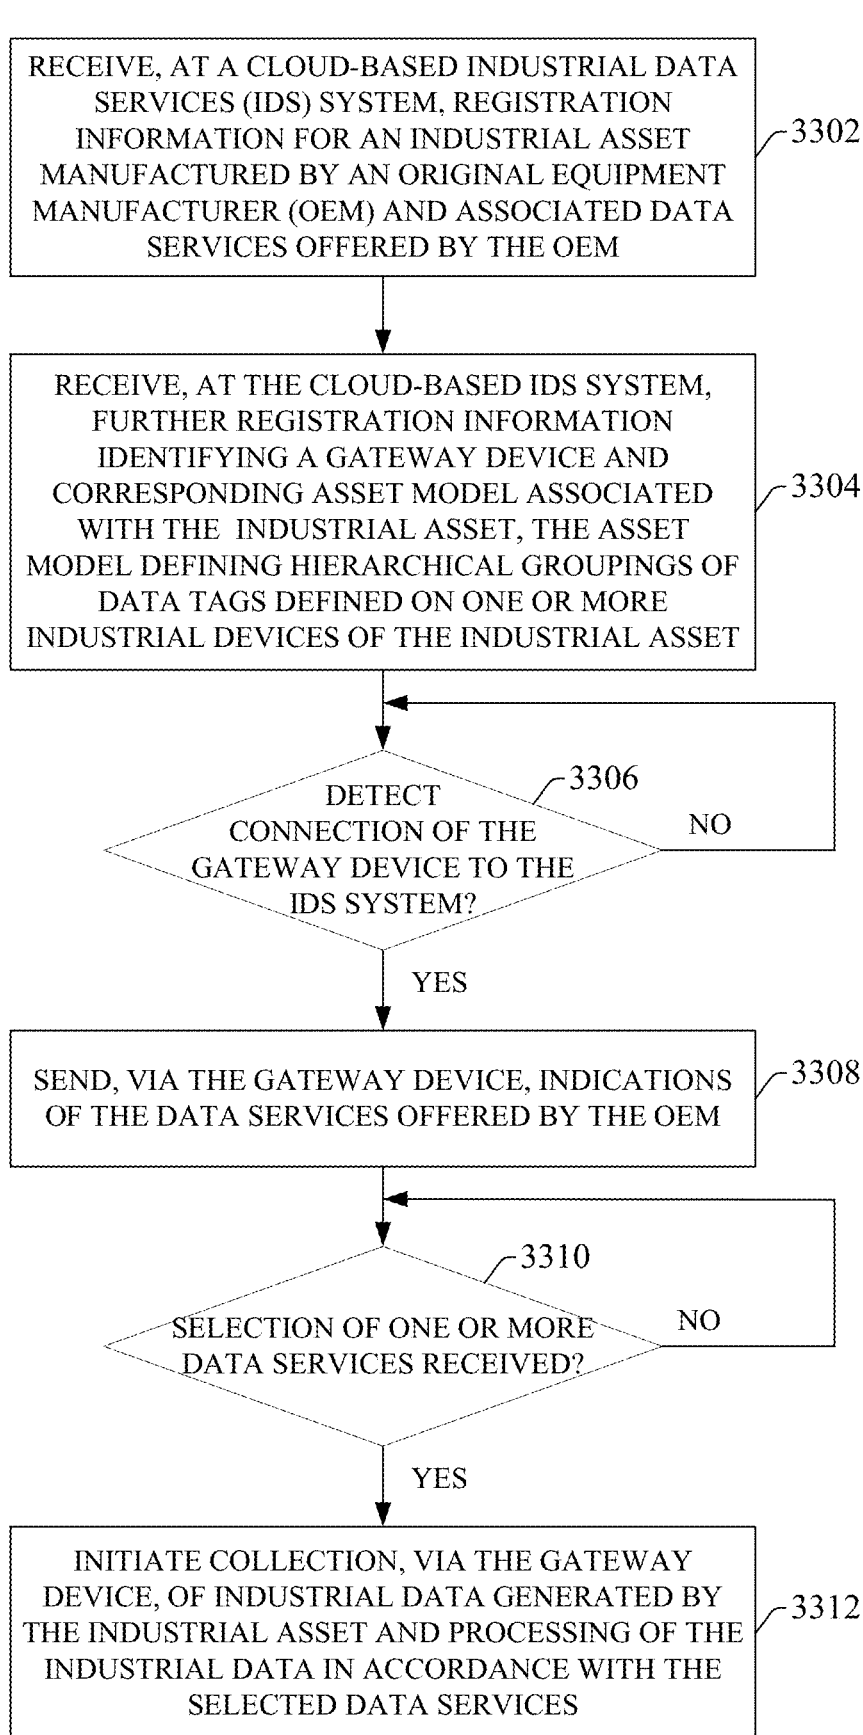 RECEIVE, AT A CLOUD-BASED INDUSTRIAL DATA
SERVICES (IDS) SYSTEM, REGISTRATION
INFORMATION FOR AN INDUSTRIAL ASSET
MANUFACTURED BY AN ORIGINAL EQUIPMENT
MANUFACTURER (OEM) AND ASSOCIATED DATA
SERVICES OFFERED BY THE OEM
3302
RECEIVE, AT THE CLOUD-BASED IDS SYSTEM,
FURTHER REGISTRATION INFORMATION
IDENTIFYING A GATEWAY DEVICE AND
CORRESPONDING ASSET MODEL ASSOCIATED
WITH THE INDUSTRIAL ASSET, THE ASSET
MODEL DEFINING HIERARCHICAL GROUPINGS OF
DATA TAGS DEFINED ON ONE OR MORE
INDUSTRIAL DEVICES OF THE INDUSTRIAL ASSET
3304
3306
DETECT
CONNECTION OF THE
GATEWAY DEVICE TO THE
IDS SYSTEM?
NO
YES
SEND, VIA THE GATEWAY DEVICE, INDICATIONS
OF THE DATA SERVICES OFFERED BY THE OEM
3308
3310
SELECTION OF ONE OR MORE
DATA SERVICES RECEIVED?
NO
YES
INITIATE COLLECTION, VIA THE GATEWAY
DEVICE, OF INDUSTRIAL DATA GENERATED BY
THE INDUSTRIAL ASSET AND PROCESSING OF THE
INDUSTRIAL DATA IN ACCORDANCE WITH THE
SELECTED DATA SERVICES
3312